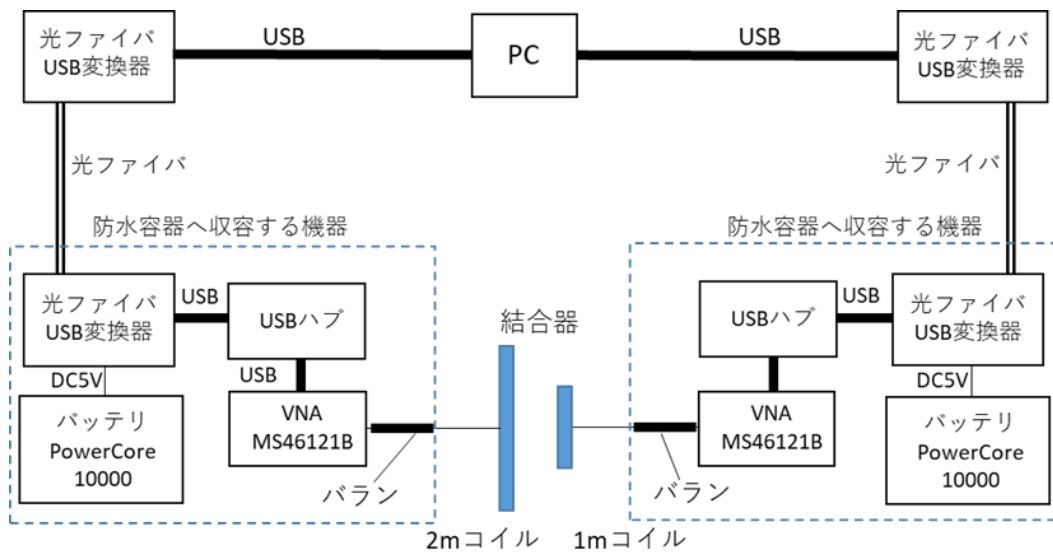 光ファイバ
USB変換器
USB
PC
USB
光ファイバ
USB変換器
光ファイバ
光ファイバ
防水容器へ収容する機器
防水容器へ収容する機器
光ファイバ
USB変換器
USB
USBハブ
結合器
USBハブ
USB
光ファイバ
USB変換器
DC5V
USB
DC5V
バッテリ
PowerCore
10000
VNA
MS46121B
VNA
MS46121B
バッテリ
PowerCore
10000
バラン
バラン
2mコイル
1mコイル